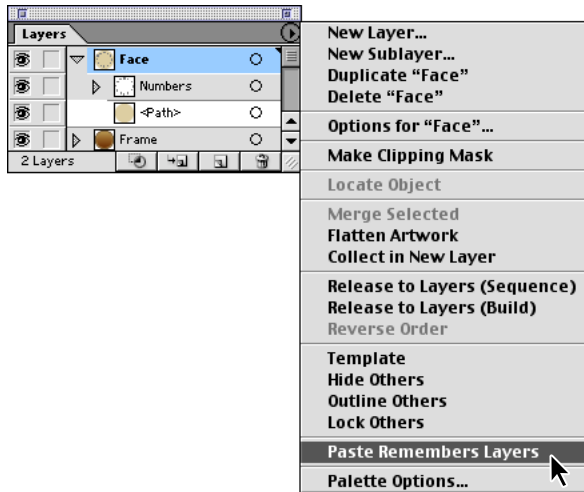 Layers
Face
Numbers
<Path>
Frame
2 Layers
New Layer...
New Sublayer...
Duplicate “Face”
Delete “Face”
Options for “Face”...
Make Clipping Mask
Locate Object
Merge Selected
Flatten Artwork
Collect in New Layer
Release to Layers (Sequence)
Release to Layers (Build)
Reverse Order
Template
Hide Others
Outline Others
Lock Others
Paste Remembers Layers
Palette Options...